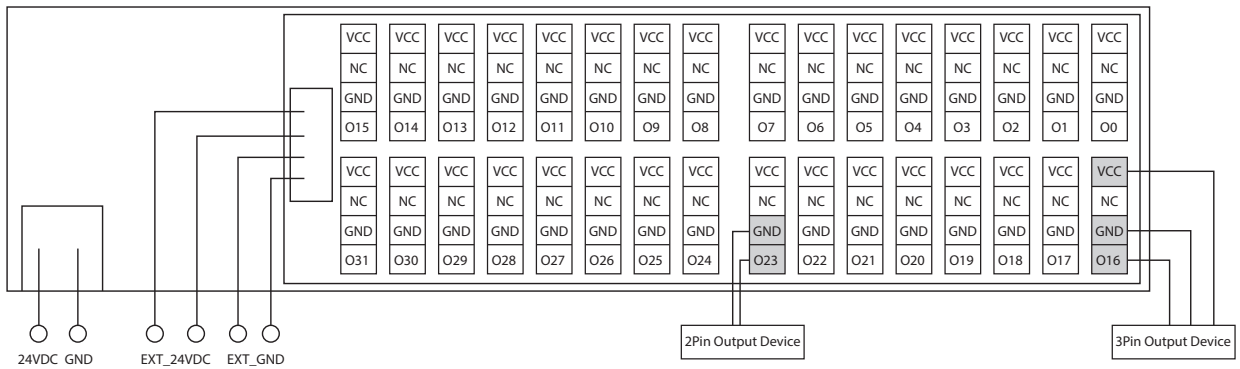 VCC VCC VCC VCC VCC VCC VCC VCC VCC VCC VCC VCC VCC VCC VCC VCC
NC NC NC NC NC NC NC NC NC NC NC NC NC NC NC NC
GND GND GND GND GND GND GND GND GND GND GND GND GND GND GND GND
O15 O14 O13 O12 O11 O10 O9 O8 O7 O6 O5 O4 O3 O2 O1 O0
VCC VCC VCC VCC VCC VCC VCC VCC VCC VCC VCC VCC VCC VCC VCC VCC
NC NC NC NC NC NC NC NC NC NC NC NC NC NC NC NC
GND GND GND GND GND GND GND GND GND GND GND GND GND GND GND GND
O31 O30 O29 O28 O27 O26 O25 O24 O23 O22 O21 O20 O19 O18 O17 O16
2Pin Output Device 3Pin Output Device
24VDC GND EXT_24VDC EXT_GND